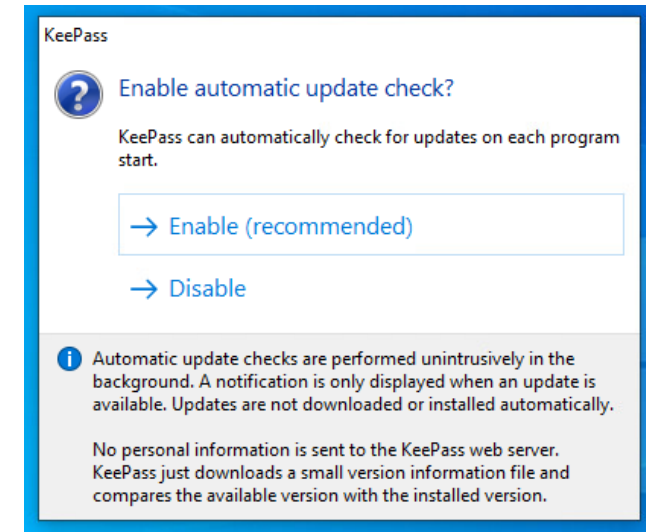 KeePass
Enable automatic update check?
KeePass can automatically check for updates on each program
start.
→ Enable (recommended)
→ Disable
Automatic update checks are performed unintrusively in the
background. A notification is only displayed when an update is
available. Updates are not downloaded or installed automatically.
No personal information is sent to the KeePass web server.
KeePass just downloads a small version information file and
compares the available version with the installed version.